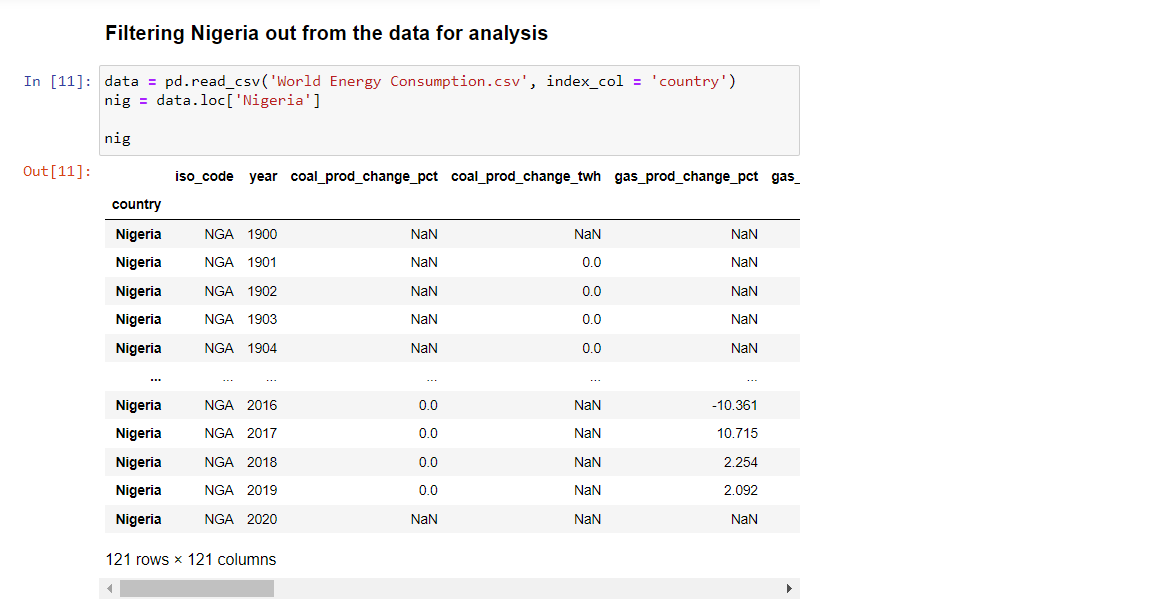 Filtering Nigeria out from the data for analysis
In [11]: data = pd.read_csv('World Energy Consumption.csv', index_col = 'country')
nig = data.loc['Nigeria']
nig
Out[11]:
iso_code year coal_prod_change_pct coal_prod_change_twh gas_prod_change_pct gas_
country
Nigeria NGA 1900 NaN NaN NaN
Nigeria NGA 1901 NaN 0.0 NaN
Nigeria NGA 1902 NaN 0.0 NaN
Nigeria NGA 1903 NaN 0.0 NaN
Nigeria NGA 1904 NaN 0.0 NaN
... ... ... ... ... ...
Nigeria NGA 2016 0.0 NaN -10.361
Nigeria NGA 2017 0.0 NaN 10.715
Nigeria NGA 2018 0.0 NaN 2.254
Nigeria NGA 2019 0.0 NaN 2.092
Nigeria NGA 2020 NaN NaN NaN
121 rows × 121 columns